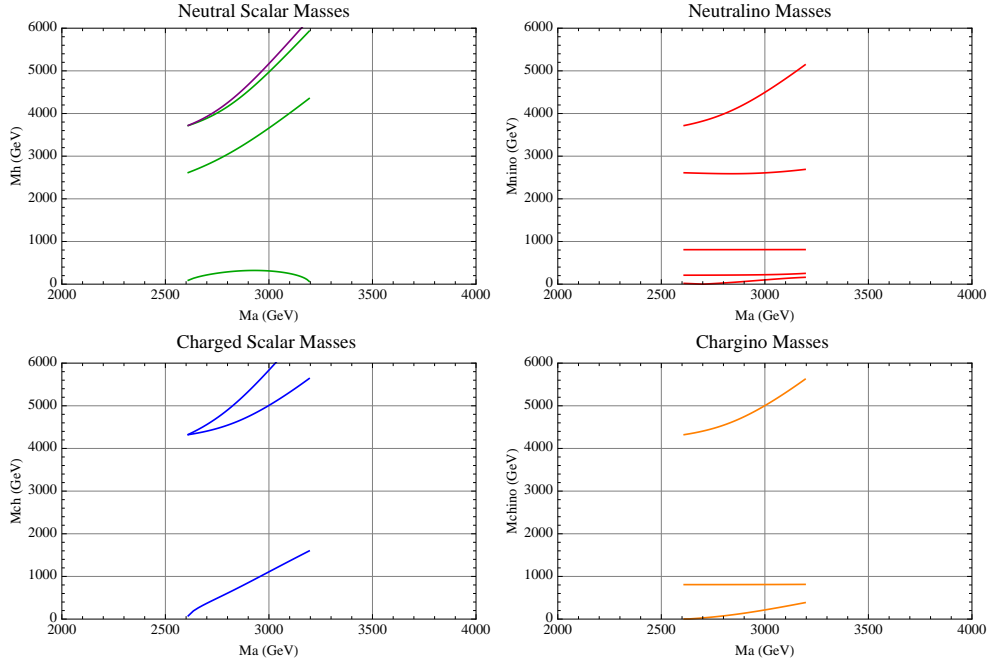 Neutral Scalar Masses
6000
5000
4000
3000
2000
1000
0
Mh (GeV)
2000 2500 3000 3500 4000
Ma (GeV)
Neutralino Masses
6000
5000
4000
3000
2000
1000
0
Mnino (GeV)
2000 2500 3000 3500 4000
Ma (GeV)
Charged Scalar Masses
6000
5000
4000
3000
2000
1000
0
Mch (GeV)
2000 2500 3000 3500 4000
Ma (GeV)
Chargino Masses
6000
5000
4000
3000
2000
1000
0
Mchino (GeV)
2000 2500 3000 3500 4000
Ma (GeV)